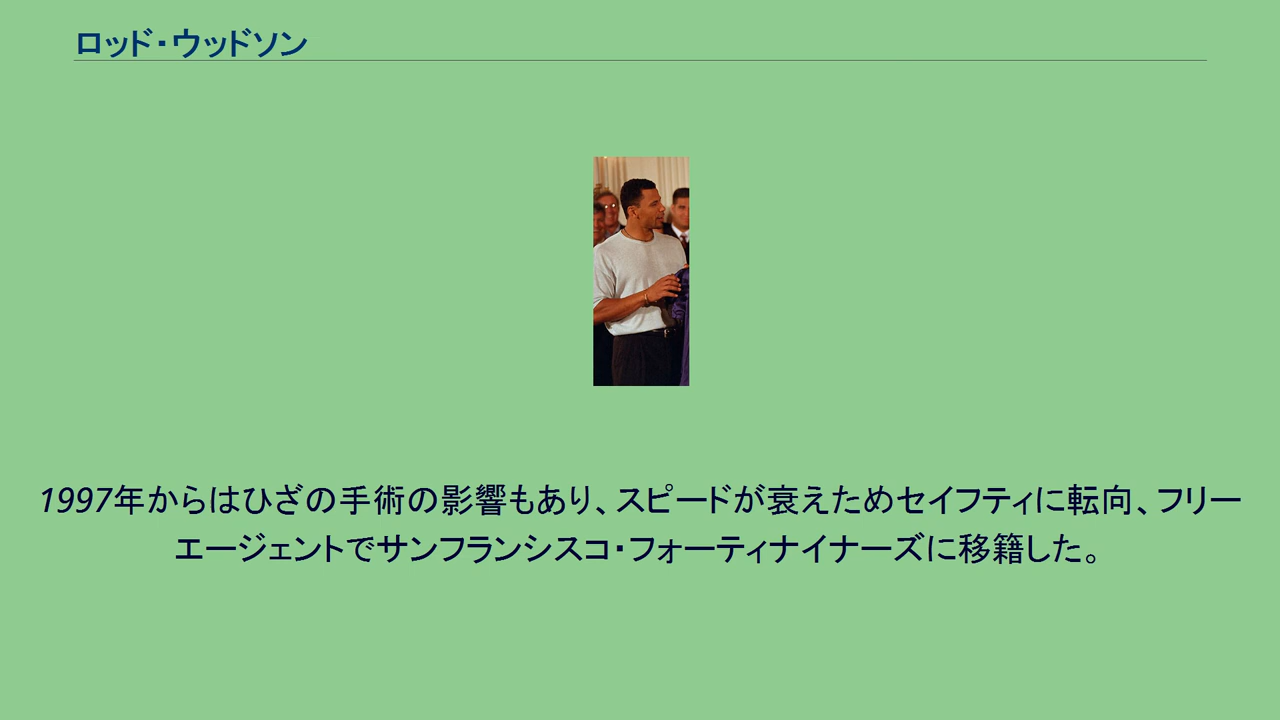 ロッド・ウッドソン
1997年からはひざの手術の影響もあり、スピードが衰えためセイフティに転向、フリー
エージェントでサンフランシスコ・フォーティナイナーズに移籍した。